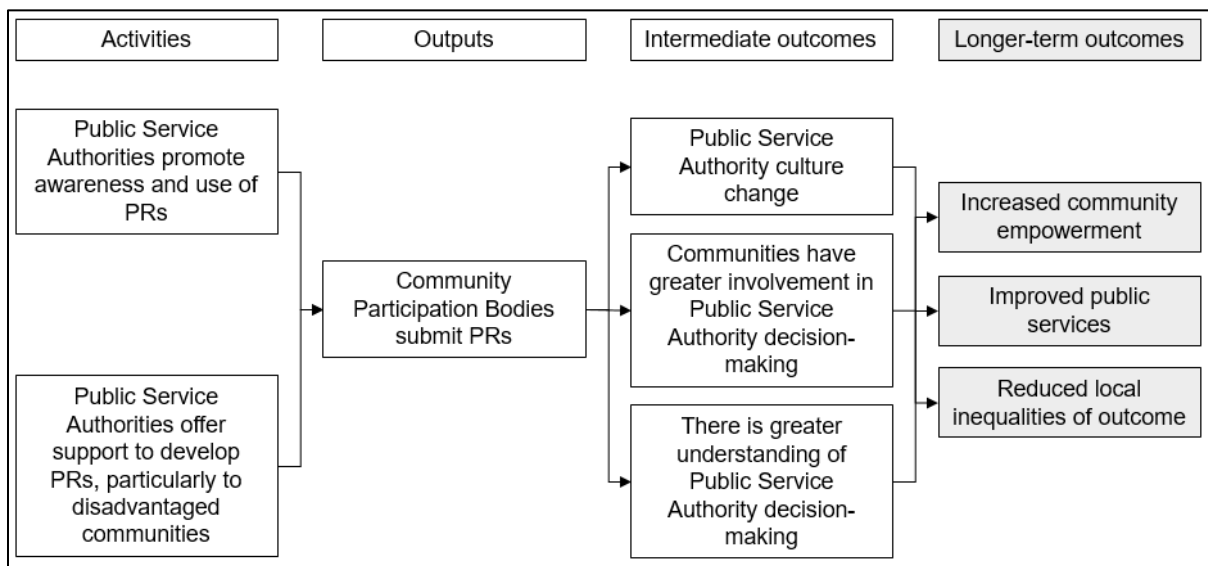 Activities
Outputs
Intermediate outcomes
Longer-term outcomes
Public Service
Authorities promote
awareness and use of
PRs
Public Service
Authorities offer
support to develop
PRs, particularly to
disadvantaged
communities
Community
Participation Bodies
submit PRs
Public Service
Authority culture
change
Communities have
greater involvement in
Public Service
Authority decision-
making
There is greater
understanding of
Public Service
Authority decision-
making
Increased community
empowerment
Improved public
services
Reduced local
inequalities of outcome